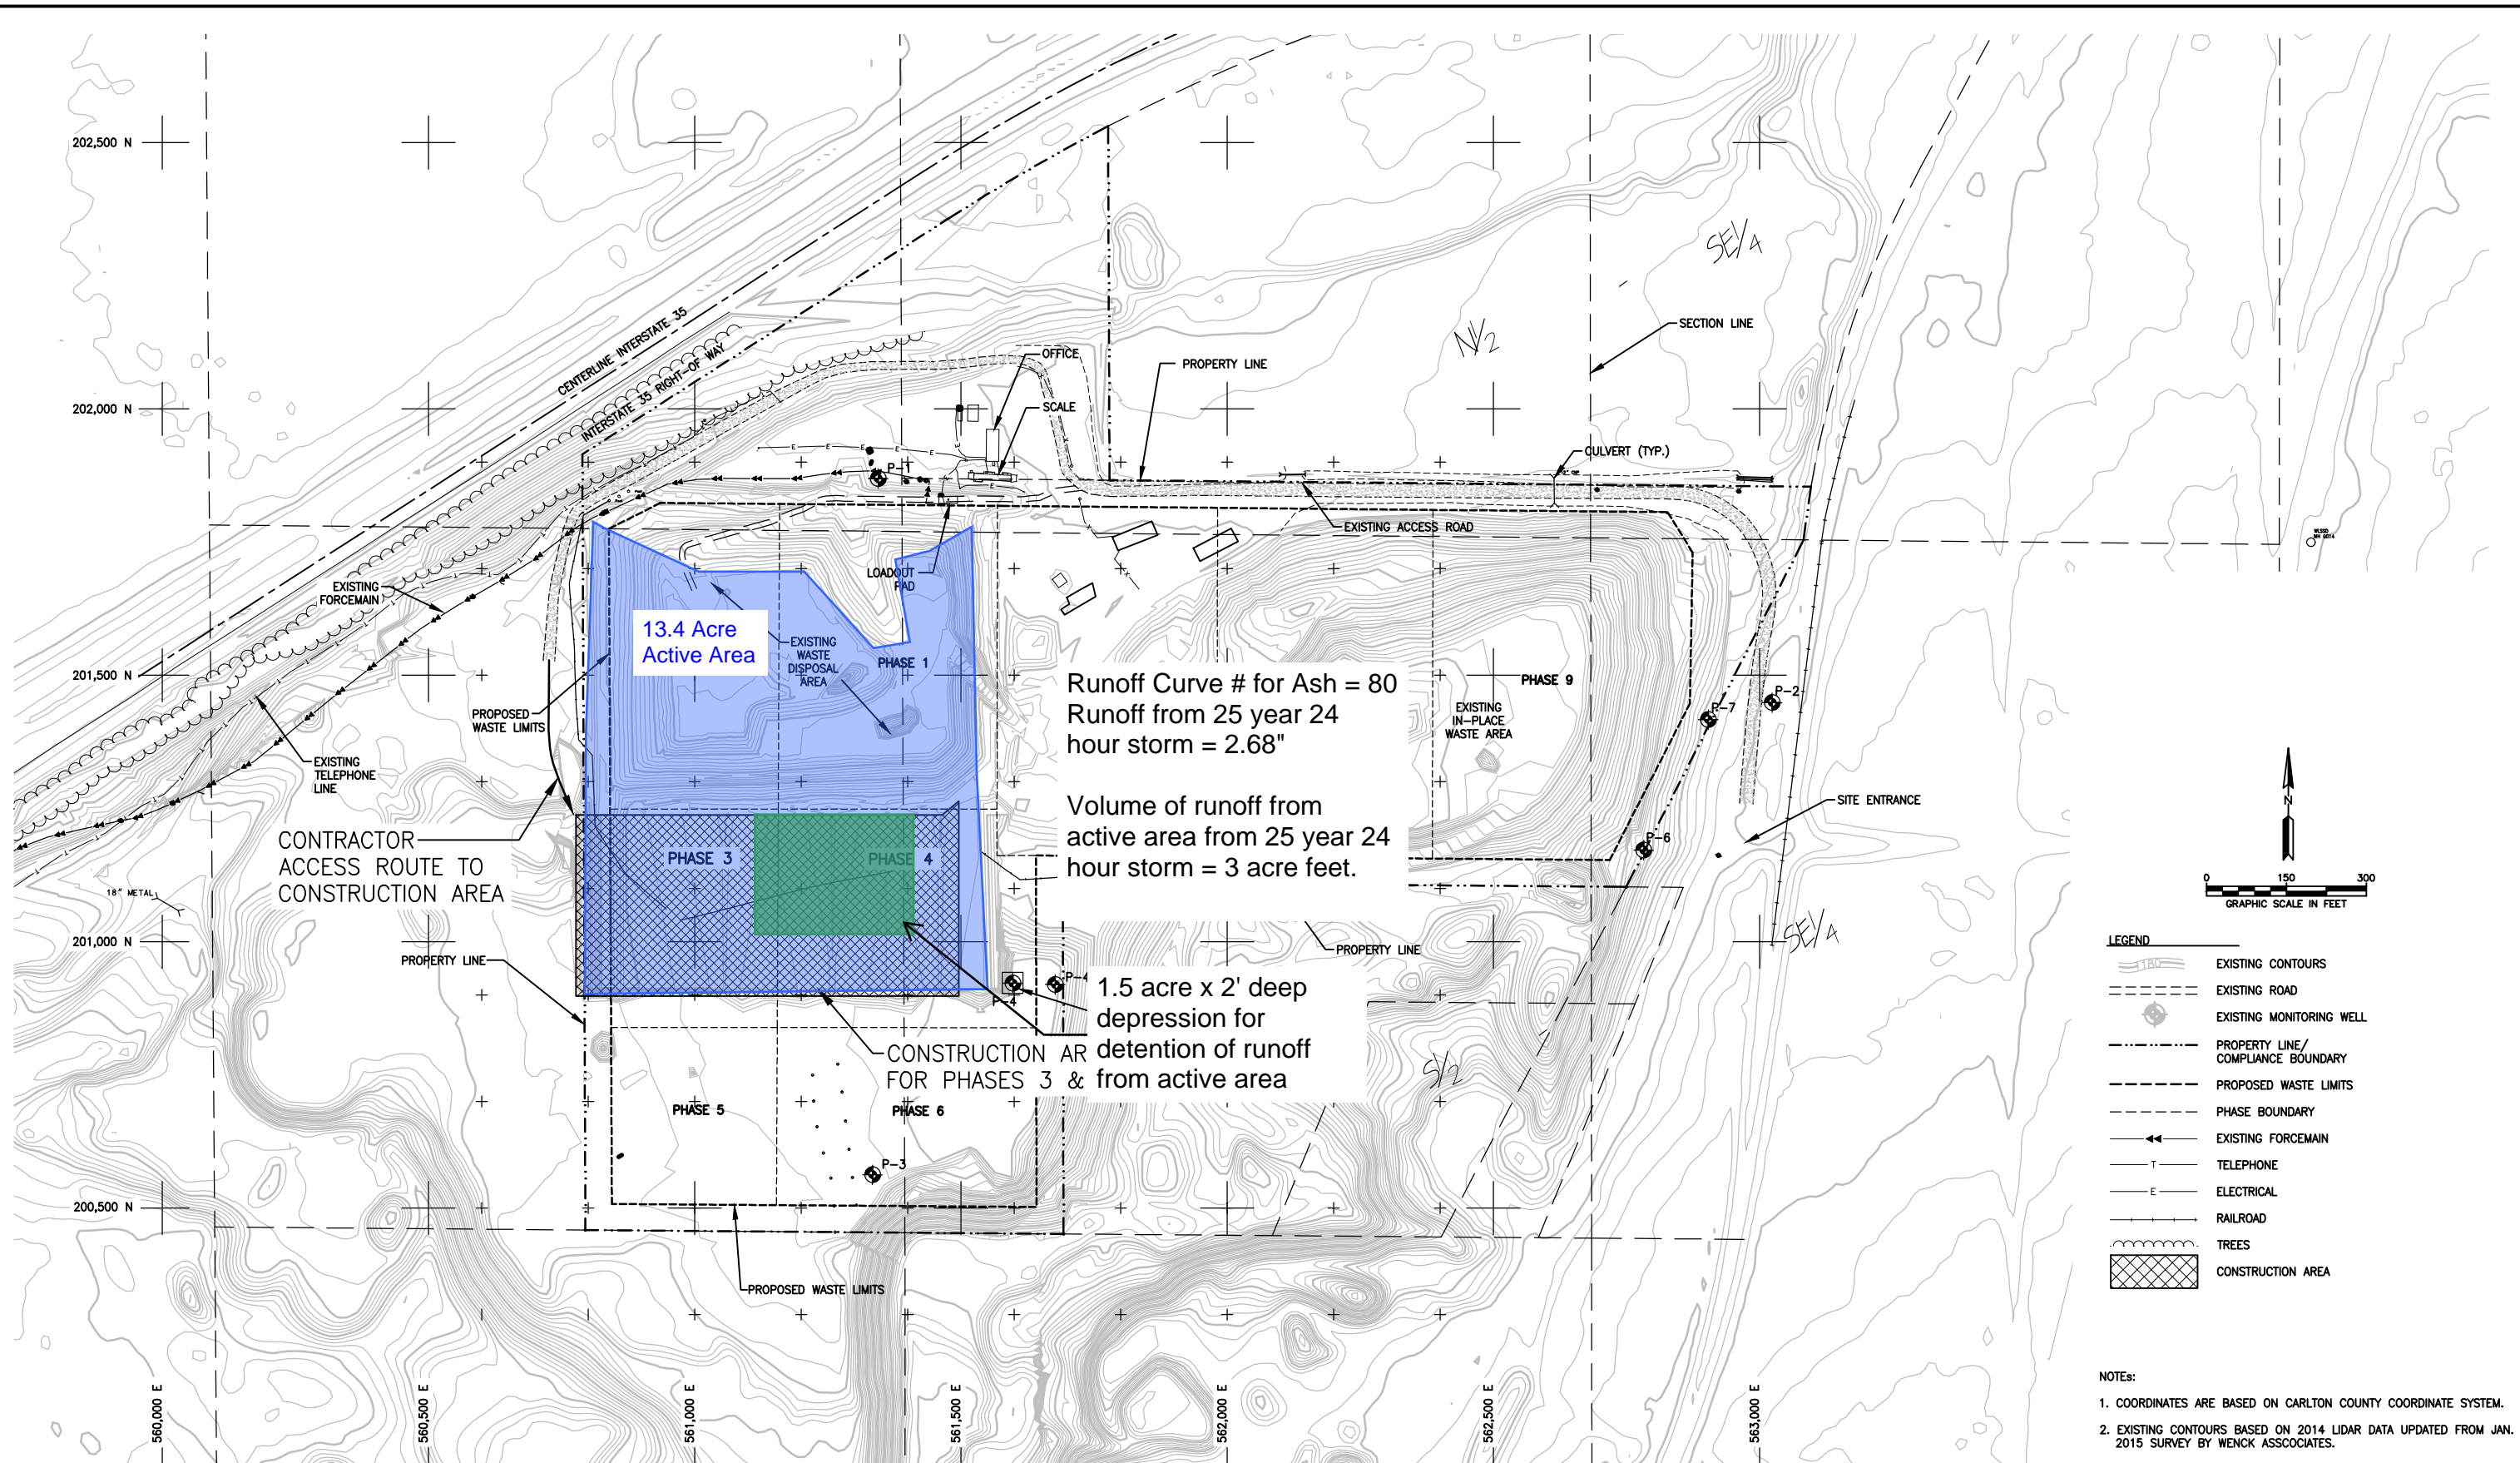 202,500 N
202,000 N
201,500 N
201,000 N
200,500 N
560,000 E
560,500 E
561,000 E
561,500 E
562,000 E
562,500 E
563,000 E
CENTERLINE INTERSTATE 35
INTERSTATE 35 RIGHT-OF WAY
OFFICE
SCALE
PROPERTY LINE
SECTION LINE
SE1/4
N1/2
CULVERT (TYP.)
P-1
EXISTING ACCESS ROAD
LOADOUT
PAD
EXISTING
FORCEMAIN
13.4 Acre
Active Area
EXISTING
WASTE
DISPOSAL
AREA
PHASE 1
PROPOSED
WASTE LIMITS
EXISTING
TELEPHONE
LINE
Runoff Curve # for Ash = 80
Runoff from 25 year 24
hour storm = 2.68"
Volume of runoff from
active area from 25 year 24
hour storm = 3 acre feet.
PHASE 9
EXISTING
IN-PLACE
WASTE AREA
P-2
P-7
P-6
SITE ENTRANCE
CONTRACTOR
ACCESS ROUTE TO
CONSTRUCTION AREA
18" METAL
PHASE 3
PHASE 4
PROPERTY LINE
PROPERTY LINE
SE1/4
P-4
P-4
1.5 acre x 2' deep
depression for
detention of runoff
from active area
CONSTRUCTION AR
FOR PHASES 3 &
S1/2
PHASE 5
PHASE 6
P-3
PROPOSED WASTE LIMITS
WLSSD
N
0 150 300
GRAPHIC SCALE IN FEET
LEGEND
1180
EXISTING CONTOURS
EXISTING ROAD
EXISTING MONITORING WELL
PROPERTY LINE/
COMPLIANCE BOUNDARY
PROPOSED WASTE LIMITS
PHASE BOUNDARY
EXISTING FORCEMAIN
T
TELEPHONE
E
ELECTRICAL
RAILROAD
TREES
CONSTRUCTION AREA
NOTEs:
1. COORDINATES ARE BASED ON CARLTON COUNTY COORDINATE SYSTEM.
2. EXISTING CONTOURS BASED ON 2014 LIDAR DATA UPDATED FROM JAN.
2015 SURVEY BY WENCK ASSCOCIATES.